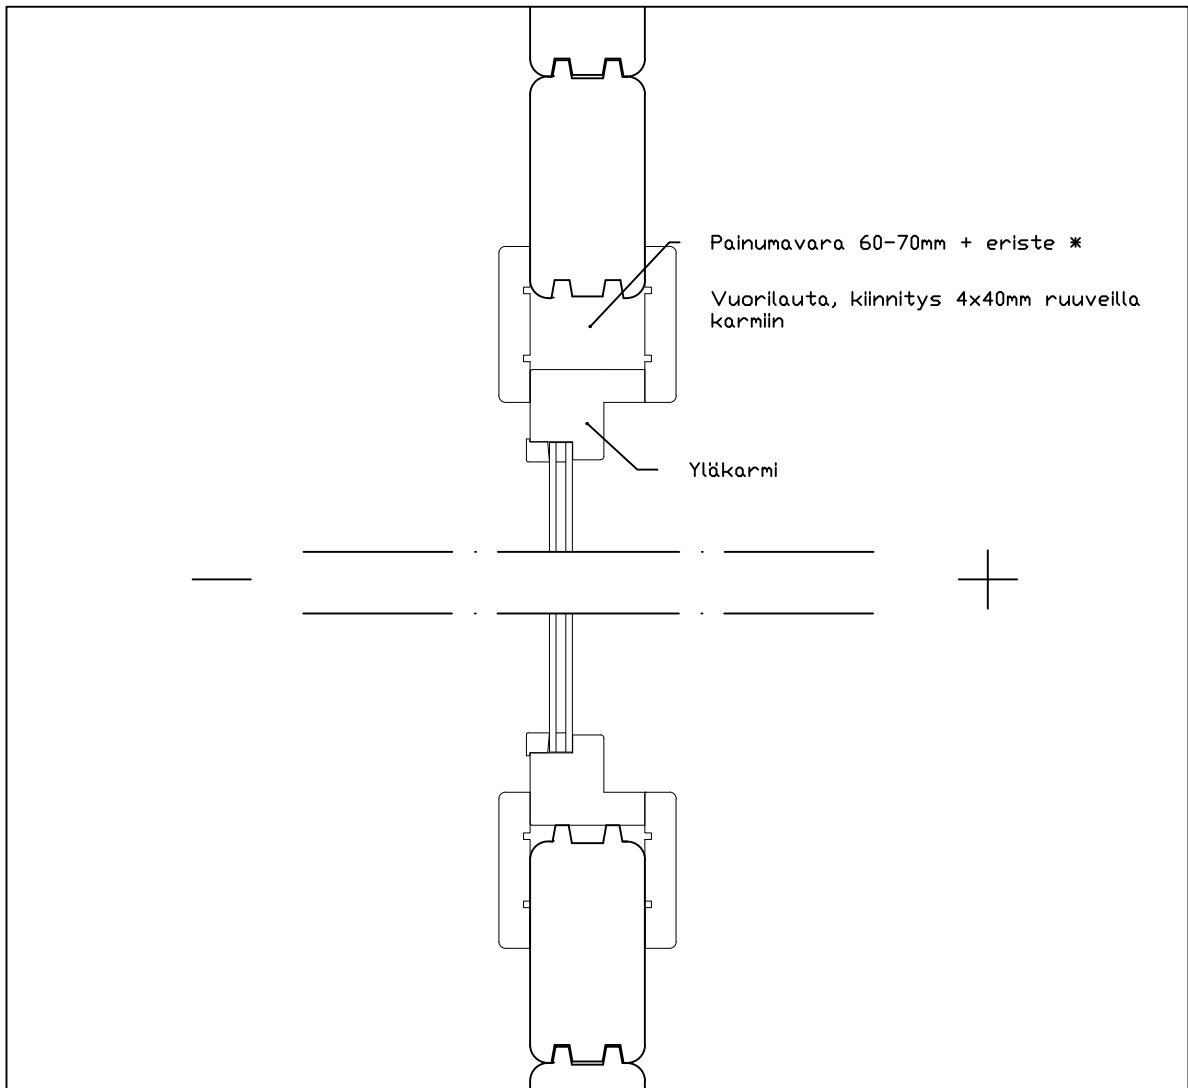 Painumavara 60-70mm + eriste *
Vuorilauta, kiinnitys 4x40mm ruuveilla
karmiin
Yläkarmi